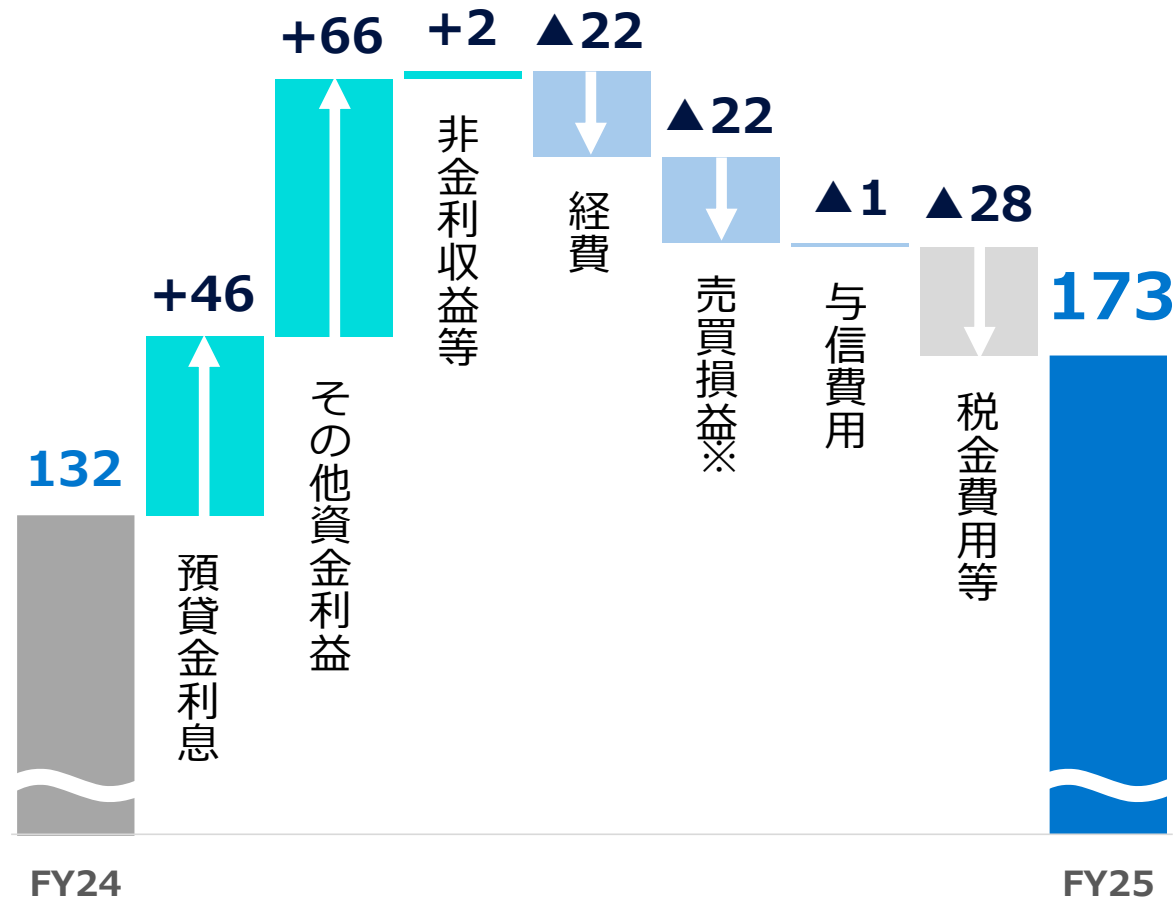 132
FY24
+46
預貸金利息
+66
その他資金利益
+2
非金利収益等
▲22
経費
▲22
売買損益※
▲1
与信費用
▲28
税金費用等
173
FY25